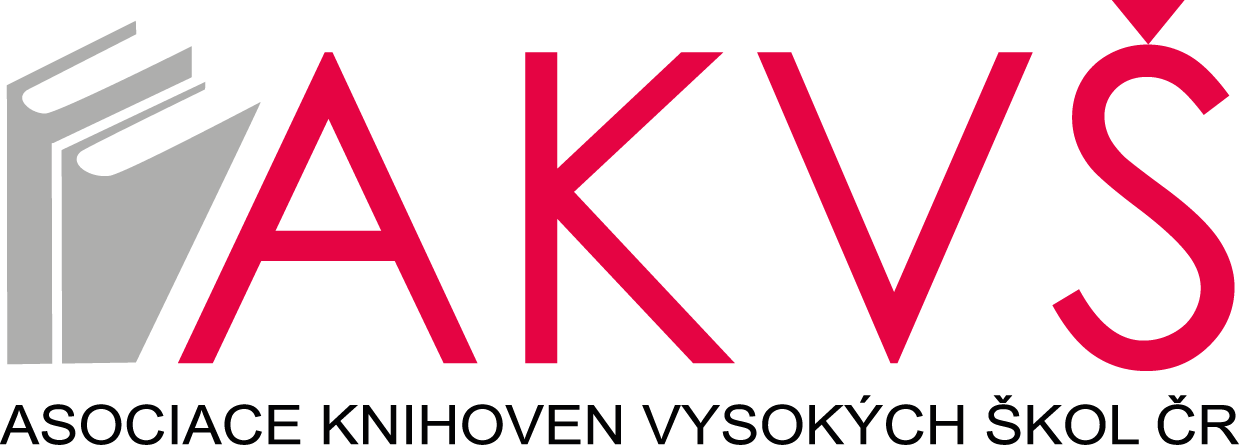 AKVŠ
ASOCIACE KNIHOVEN VYSOKÝCH ŠKOL ČR